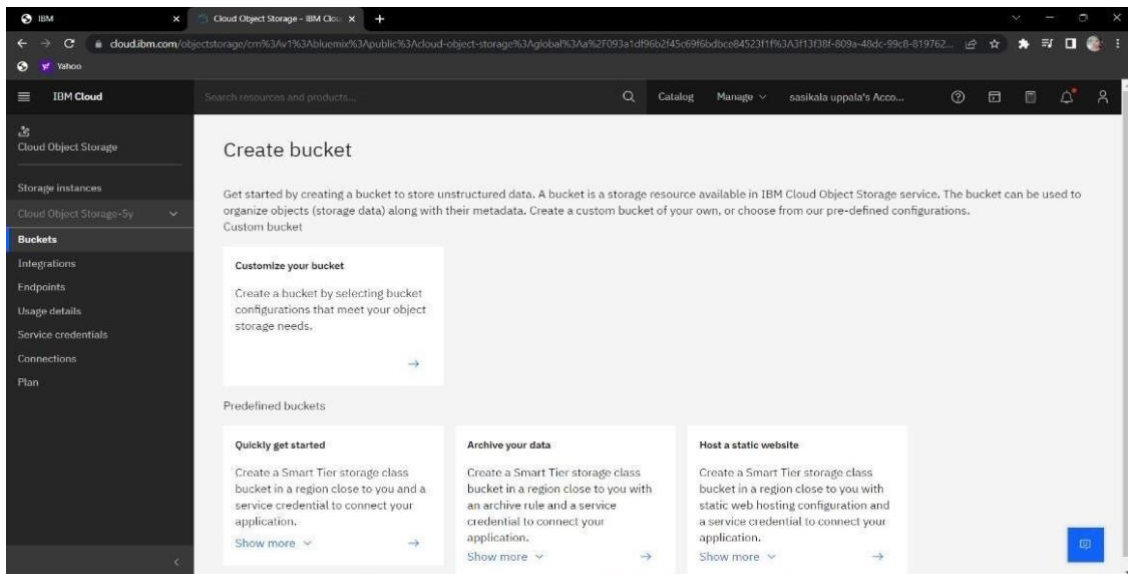 IBM
Cloud Object Storage - IBM Clou
cloud.ibm.com/objectstorage/crn%3Av1%3Abluemix%3Apublic%3Acloud-object-storage%3Aglobal%3Aa%2F093a1df96b2f45c69f6bdbce84523f1f%3A3f13f38f-809a-48dc-99c8-819762...
Yahoo
IBM Cloud
Search resources and products...
Catalog
Manage
sasikala uppala's Acco...
Cloud Object Storage
Storage instances
Cloud Object Storage-5y
Buckets
Integrations
Endpoints
Usage details
Service credentials
Connections
Plan
Create bucket
Get started by creating a bucket to store unstructured data. A bucket is a storage resource available in IBM Cloud Object Storage service. The bucket can be used to
organize objects (storage data) along with their metadata. Create a custom bucket of your own, or choose from our pre-defined configurations.
Custom bucket
Customize your bucket
Create a bucket by selecting bucket
configurations that meet your object
storage needs.
Predefined buckets
Quickly get started
Create a Smart Tier storage class
bucket in a region close to you and a
service credential to connect your
application.
Show more
Archive your data
Create a Smart Tier storage class
bucket in a region close to you with
an archive rule and a service
credential to connect your
application.
Show more
Host a static website
Create a Smart Tier storage class
bucket in a region close to you with
static web hosting configuration and
a service credential to connect your
application.
Show more